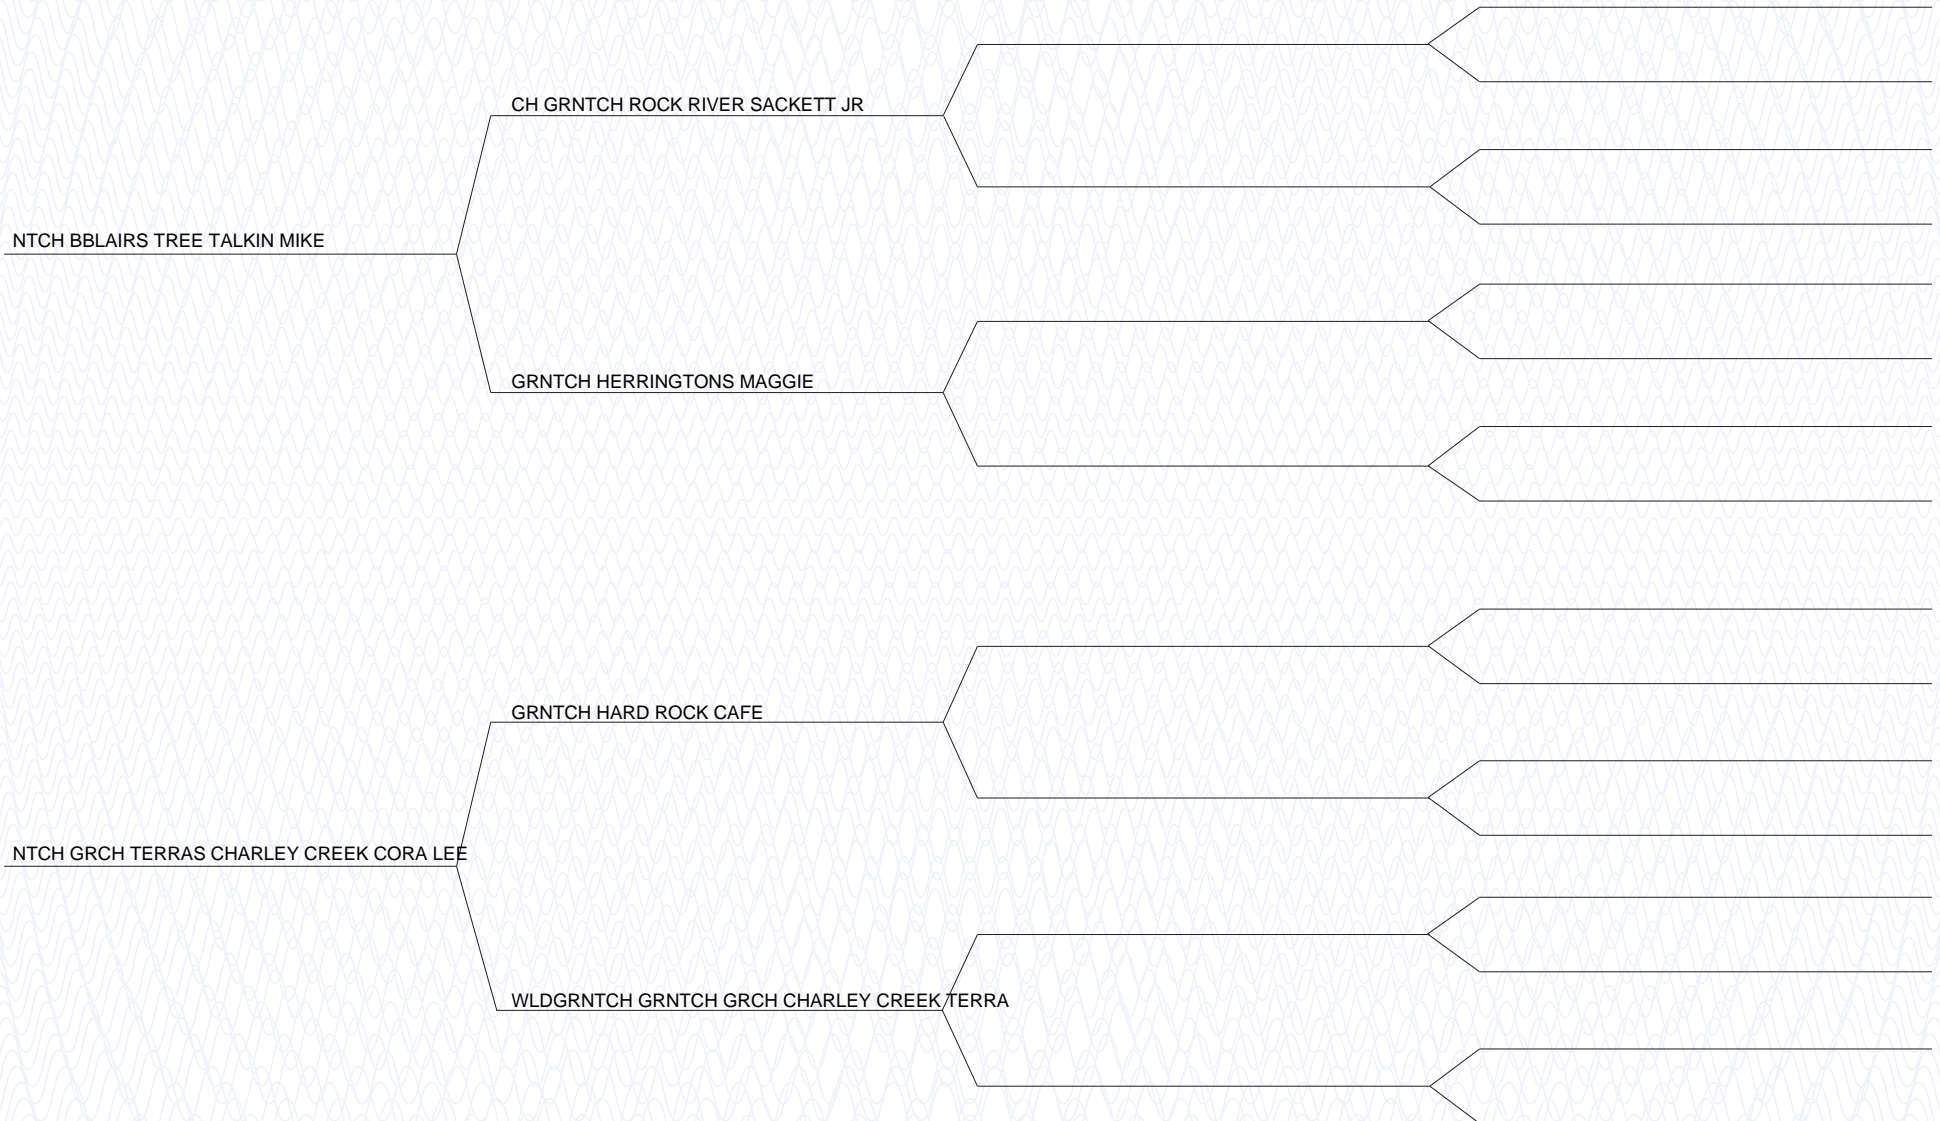 CH GRNTCH ROCK RIVER SACKETT JR
NTCH BBLAIRS TREE TALKIN MIKE
GRNTCH HERRINGTONS MAGGIE
GRNTCH HARD ROCK CAFE
NTCH GRCH TERRAS CHARLEY CREEK CORA LEE
WLDGRNTCH GRNTCH GRCH CHARLEY CREEK TERRA